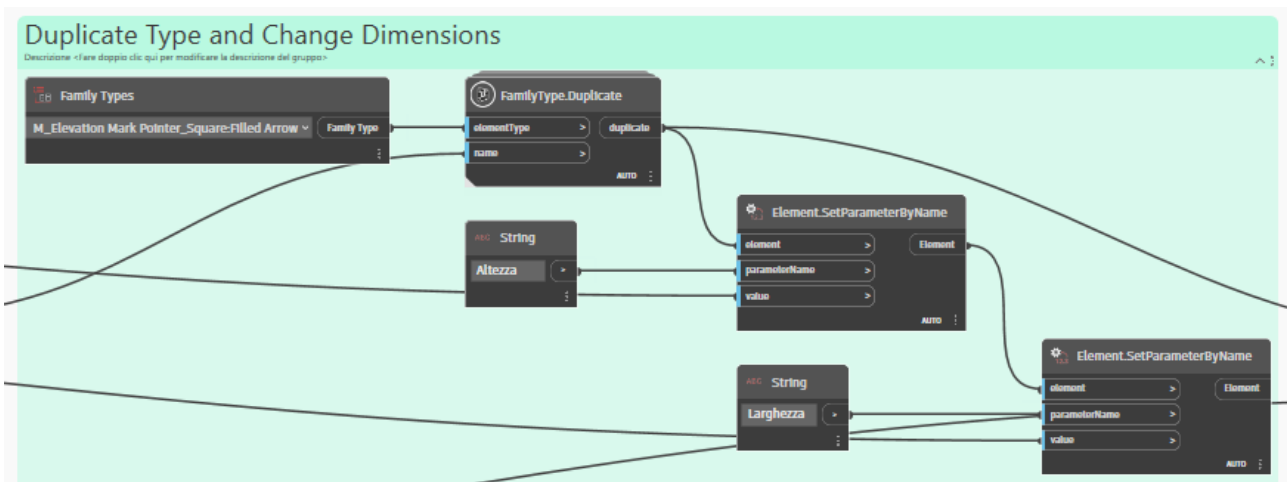 Duplicate Type and Change Dimensions
Descrizione <fare doppio clic qui per modificare la descrizione del gruppo>
Family Types
M_Elevation Mark Pointer_Square:Filled Arrow
Family Type
FamilyType.Duplicate
elementType >
duplicate
name >
AUTO
ABC String
Altezza >
Element.SetParameterByName
element >
Element
parameterName >
value >
AUTO
ABC String
Larghezza >
Element.SetParameterByName
element >
Element
parameterName >
value >
AUTO